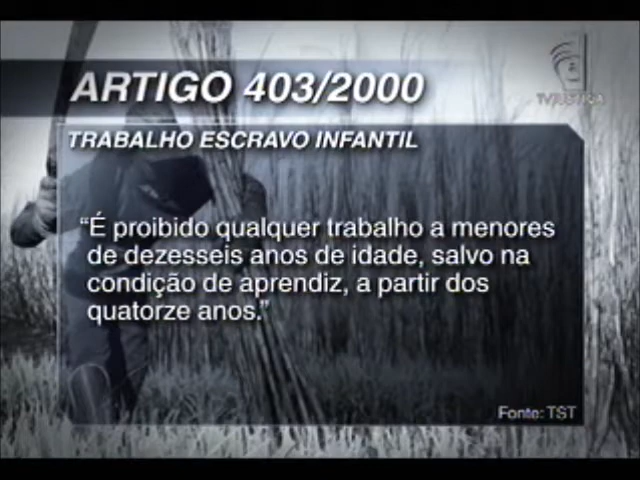 ARTIGO 403/2000
TV JUSTIÇA
TRABALHO ESCRAVO INFANTIL
“É proibido qualquer trabalho a menores
de dezesseis anos de idade, salvo na
condição de aprendiz, a partir dos
quatorze anos.”
Fonte: TST